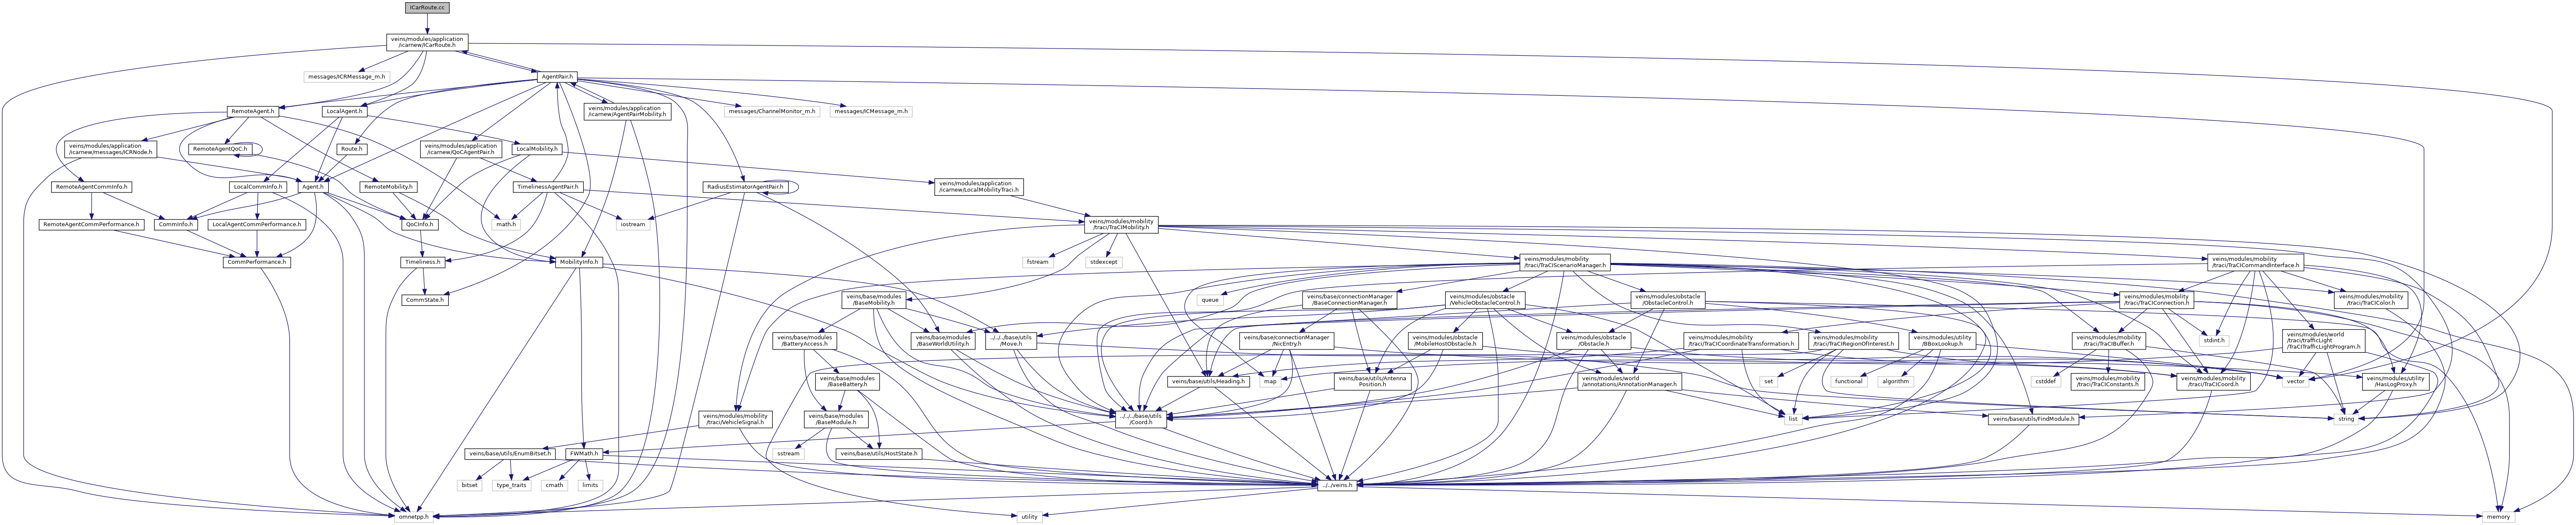 ICarRoute.cc
veins/modules/application
/icarnew/ICarRoute.h
messages/ICRMessage_m.h
AgentPair.h
RemoteAgent.h
LocalAgent.h
veins/modules/application
/icarnew/AgentPairMobility.h
messages/ChannelMonitor_m.h
messages/ICMessage_m.h
veins/modules/application
/icarnew/messages/ICRNode.h
RemoteAgentQoC.h
Route.h
veins/modules/application
/icarnew/QoCAgentPair.h
LocalMobility.h
RemoteAgentCommInfo.h
LocalCommInfo.h
Agent.h
RemoteMobility.h
TimelinessAgentPair.h
RadiusEstimatorAgentPair.h
veins/modules/application
/icarnew/LocalMobilityTraci.h
RemoteAgentCommPerformance.h
CommInfo.h
LocalAgentCommPerformance.h
QoCInfo.h
math.h
iostream
veins/modules/mobility
/traci/TraCIMobility.h
CommPerformance.h
Timeliness.h
MobilityInfo.h
fstream
stdexcept
veins/modules/mobility
/traci/TraCIScenarioManager.h
veins/modules/mobility
/traci/TraCICommandInterface.h
CommState.h
veins/base/modules
/BaseMobility.h
queue
veins/base/connectionManager
/BaseConnectionManager.h
veins/modules/obstacle
/VehicleObstacleControl.h
veins/modules/obstacle
/ObstacleControl.h
veins/modules/mobility
/traci/TraCIConnection.h
veins/modules/mobility
/traci/TraCIColor.h
veins/base/modules
/BatteryAccess.h
veins/base/modules
/BaseWorldUtility.h
../../../base/utils
/Move.h
veins/base/connectionManager
/NicEntry.h
veins/modules/obstacle
/MobileHostObstacle.h
veins/modules/obstacle
/Obstacle.h
veins/modules/mobility
/traci/TraCICoordinateTransformation.h
veins/modules/mobility
/traci/TraCIRegionOfInterest.h
veins/modules/utility
/BBoxLookup.h
veins/modules/mobility
/traci/TraCIBuffer.h
stdint.h
veins/modules/world
/traci/trafficLight
/TraCITrafficLightProgram.h
veins/base/modules
/BaseBattery.h
veins/base/utils/Heading.h
map
veins/base/utils/Antenna
Position.h
veins/modules/world
/annotations/AnnotationManager.h
set
functional
algorithm
cstddef
veins/modules/mobility
/traci/TraCIConstants.h
veins/modules/mobility
/traci/TraCICoord.h
vector
veins/modules/utility
/HasLogProxy.h
veins/modules/mobility
/traci/VehicleSignal.h
veins/base/modules
/BaseModule.h
../../../base/utils
/Coord.h
list
veins/base/utils/FindModule.h
string
veins/base/utils/EnumBitset.h
FWMath.h
sstream
veins/base/utils/HostState.h
bitset
type_traits
cmath
limits
../../veins.h
omnetpp.h
utility
memory